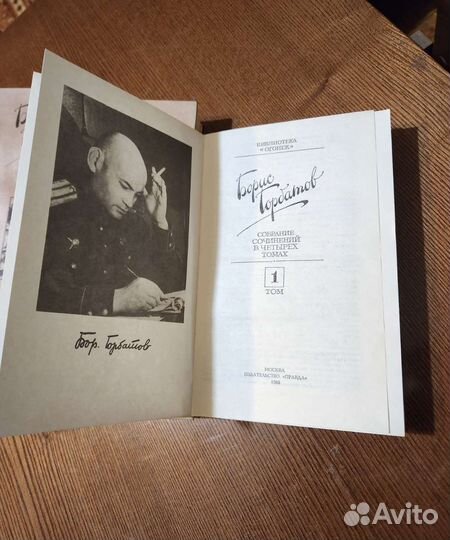 Бор. Горбатов
БИБЛИОТЕКА
«ОГОНЕК»
Борис
Горбатов
СОБРАНИЕ
СОЧИНЕНИЙ
В ЧЕТЫРЕХ
ТОМАХ
1
ТОМ
МОСКВА
ИЗДАТЕЛЬСТВО «ПРАВДА»
Avito